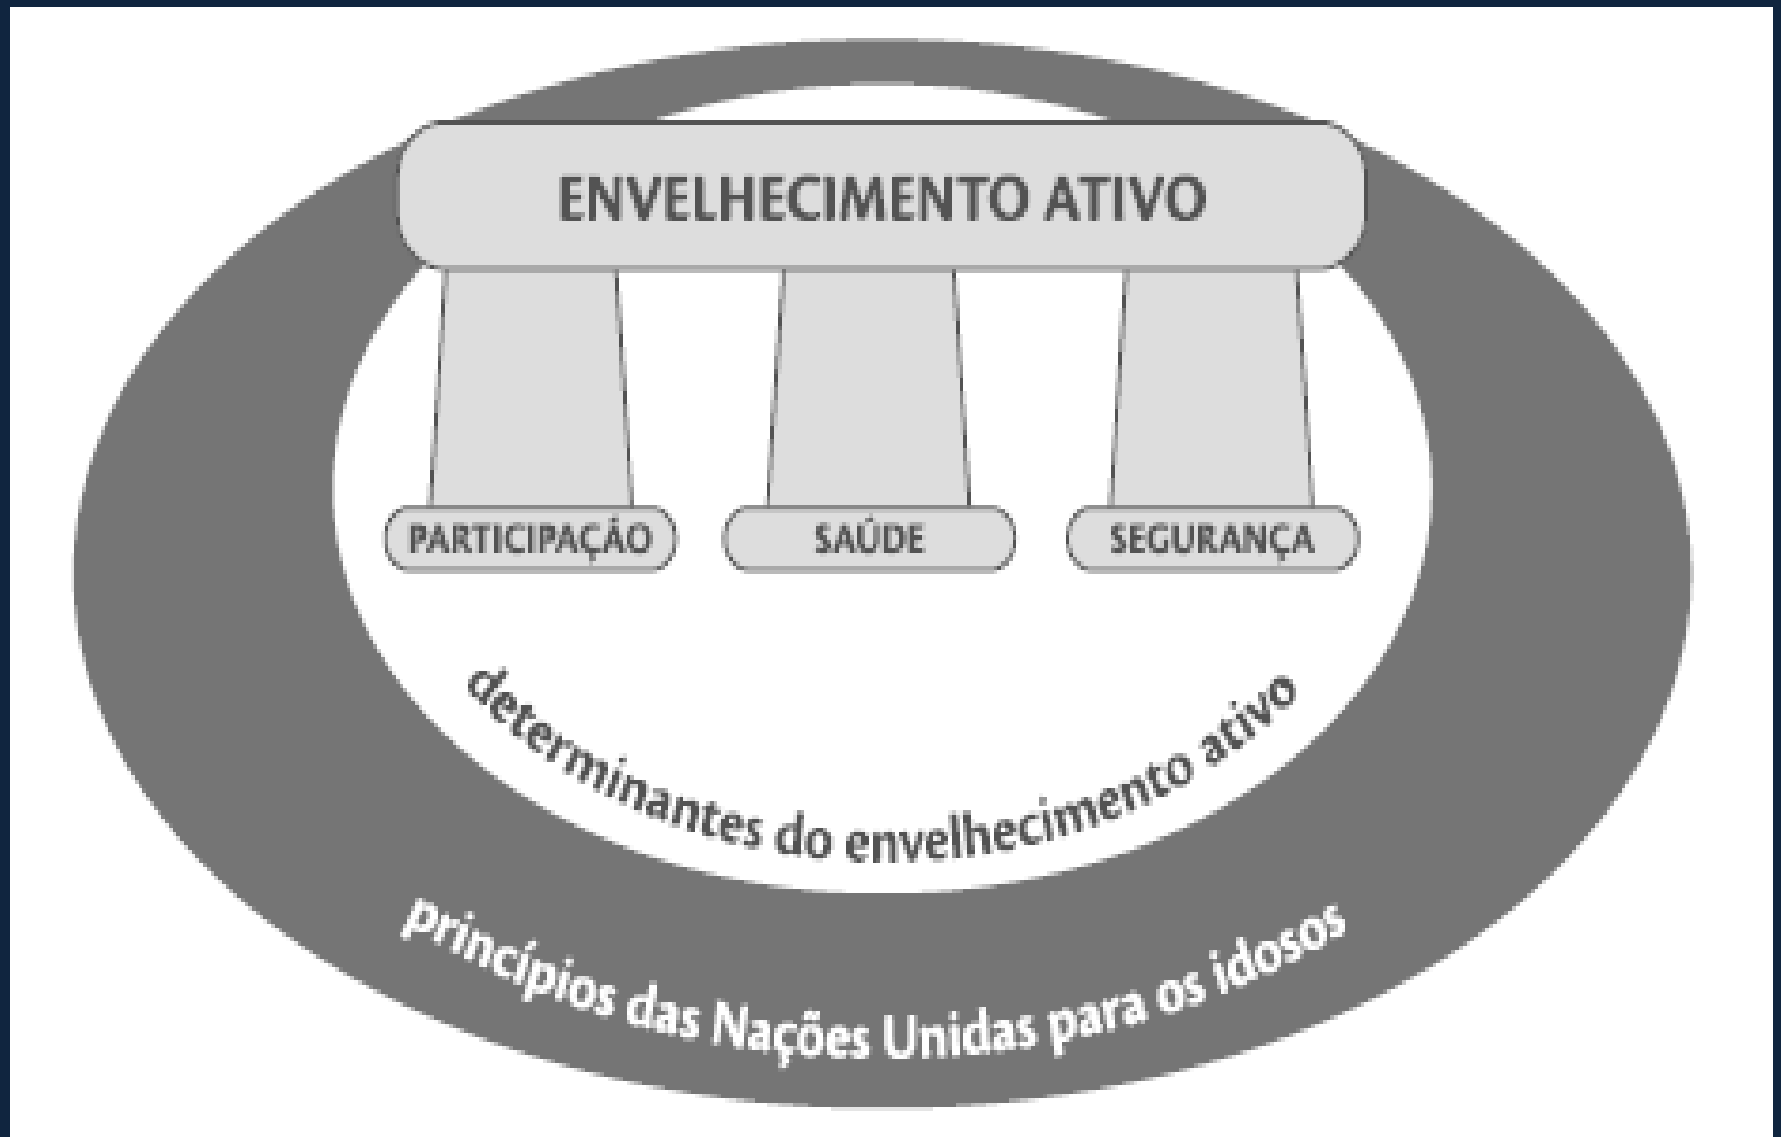 ENVELHECIMENTO ATIVO
PARTICIPAÇÃO
SAÚDE
SEGURANÇA
determinantes do envelhecimento ativo
princípios das Nações Unidas para os idosos